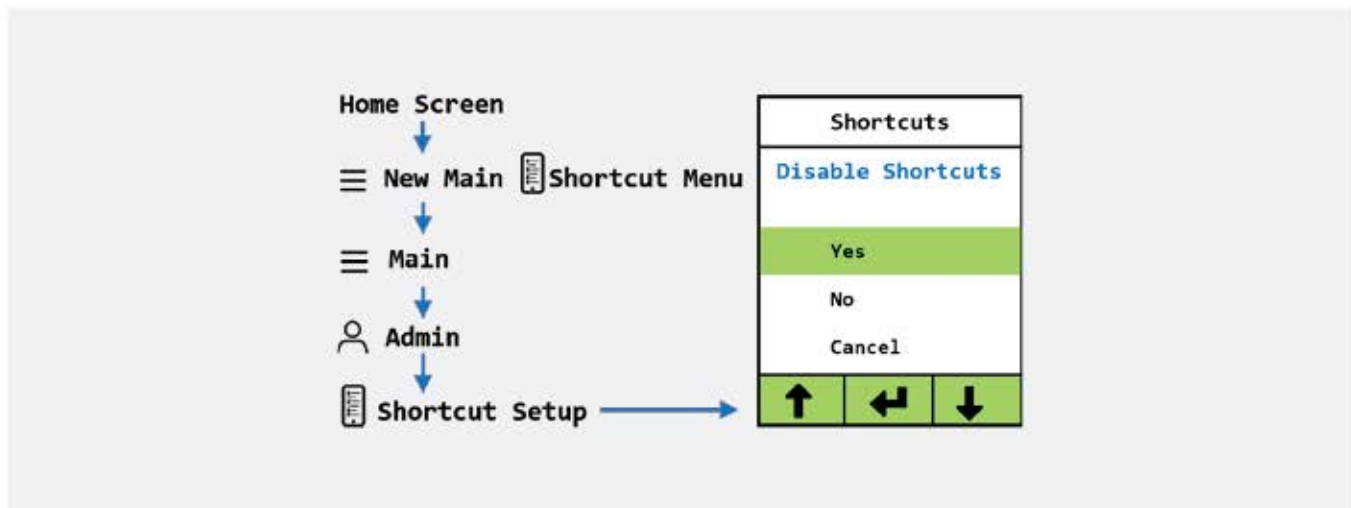 Home Screen
New Main Shortcut Menu
Main
Admin
Shortcut Setup
Shortcuts
Disable Shortcuts
Yes
No
Cancel